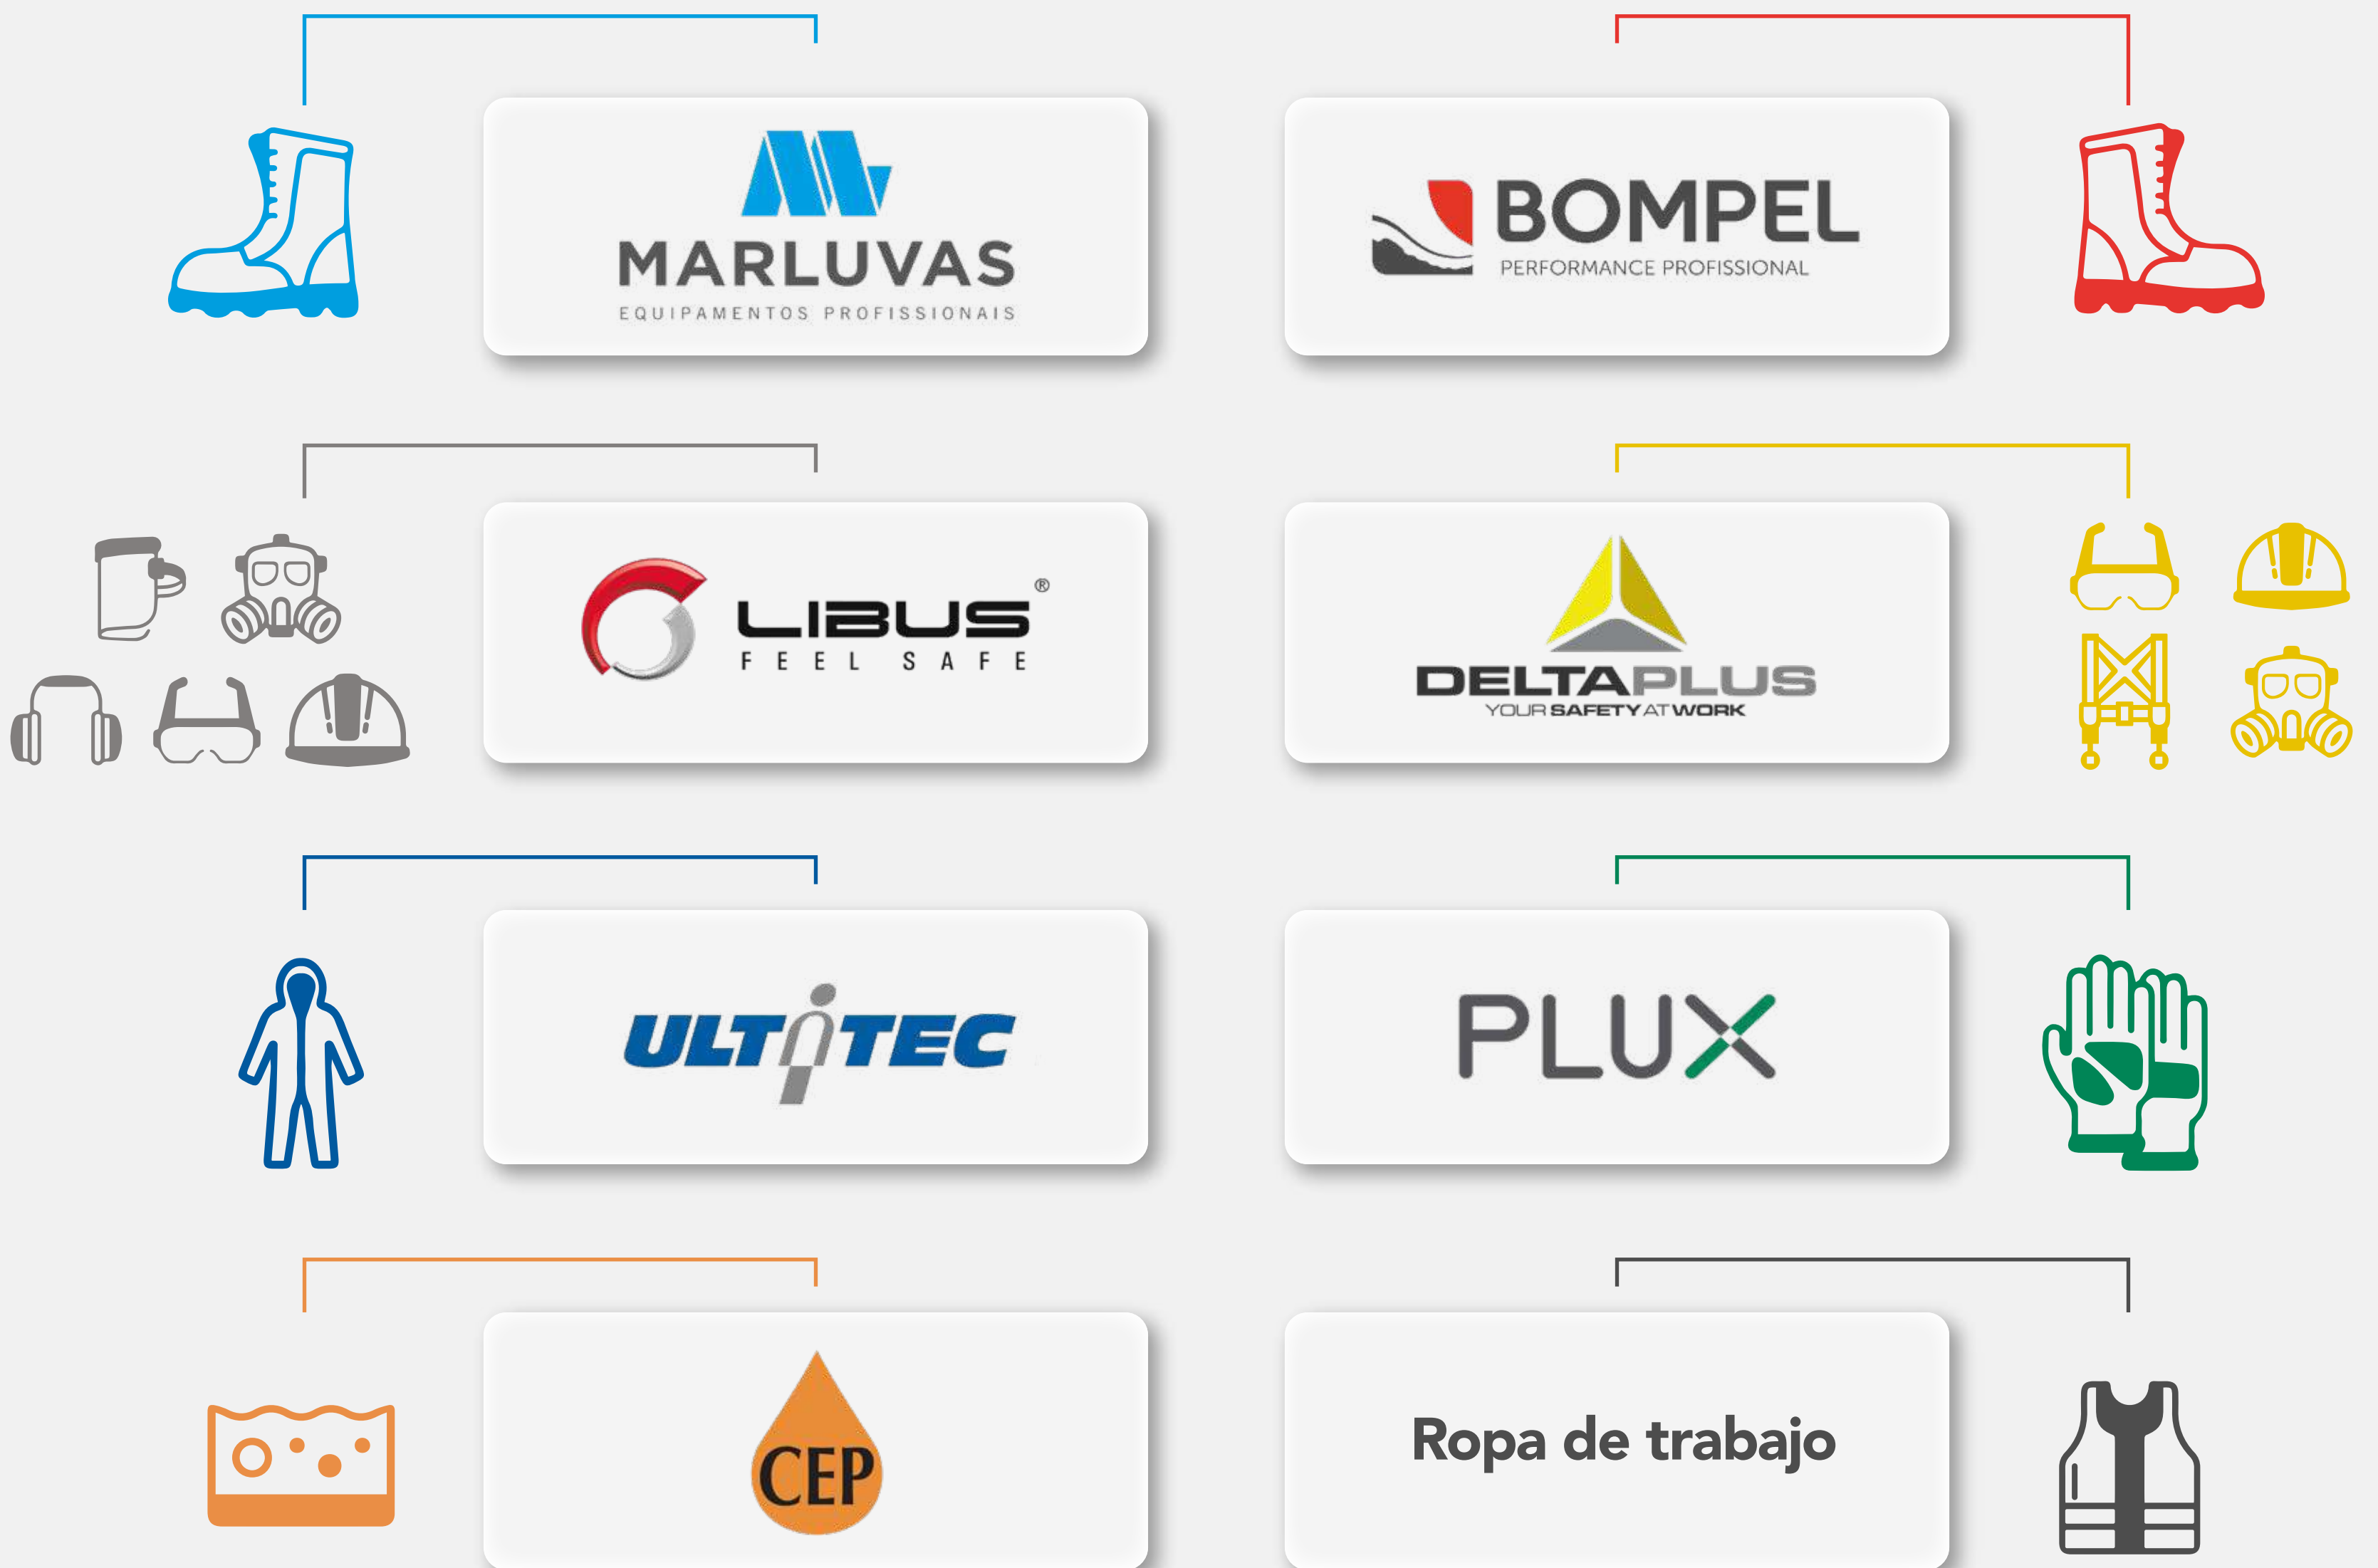 MARLUVAS
EQUIPAMENTOS PROFISSIONAIS
BOMPEL
PERFORMANCE PROFISSIONAL
LIBUS®
FEEL SAFE
DELTAPLUS
YOUR SAFETY AT WORK
ULTITEC
PLUX
CEP
Ropa de trabajo